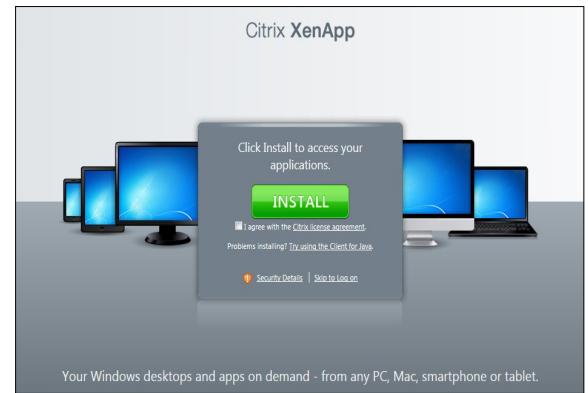 Citrix XenApp
Click Install to access your
applications.
INSTALL
I agree with the Citrix license agreement.
Problems installing? Try using the Client for Java.
Security Details | Skip to Log on
Your Windows desktops and apps on demand - from any PC, Mac, smartphone or tablet.